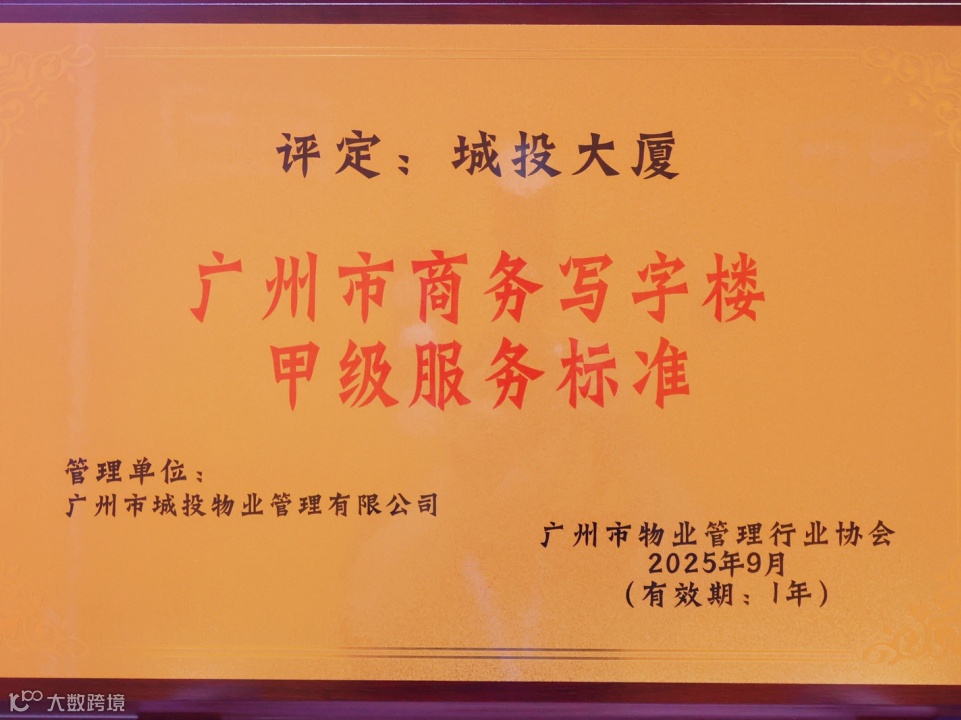 评定：城投大厦
广州市商务写字楼
甲级服务标准
管理单位：
广州市城投物业管理有限公司
广州市物业管理行业协会
2025年9月
（有效期：1年）
大数跨境